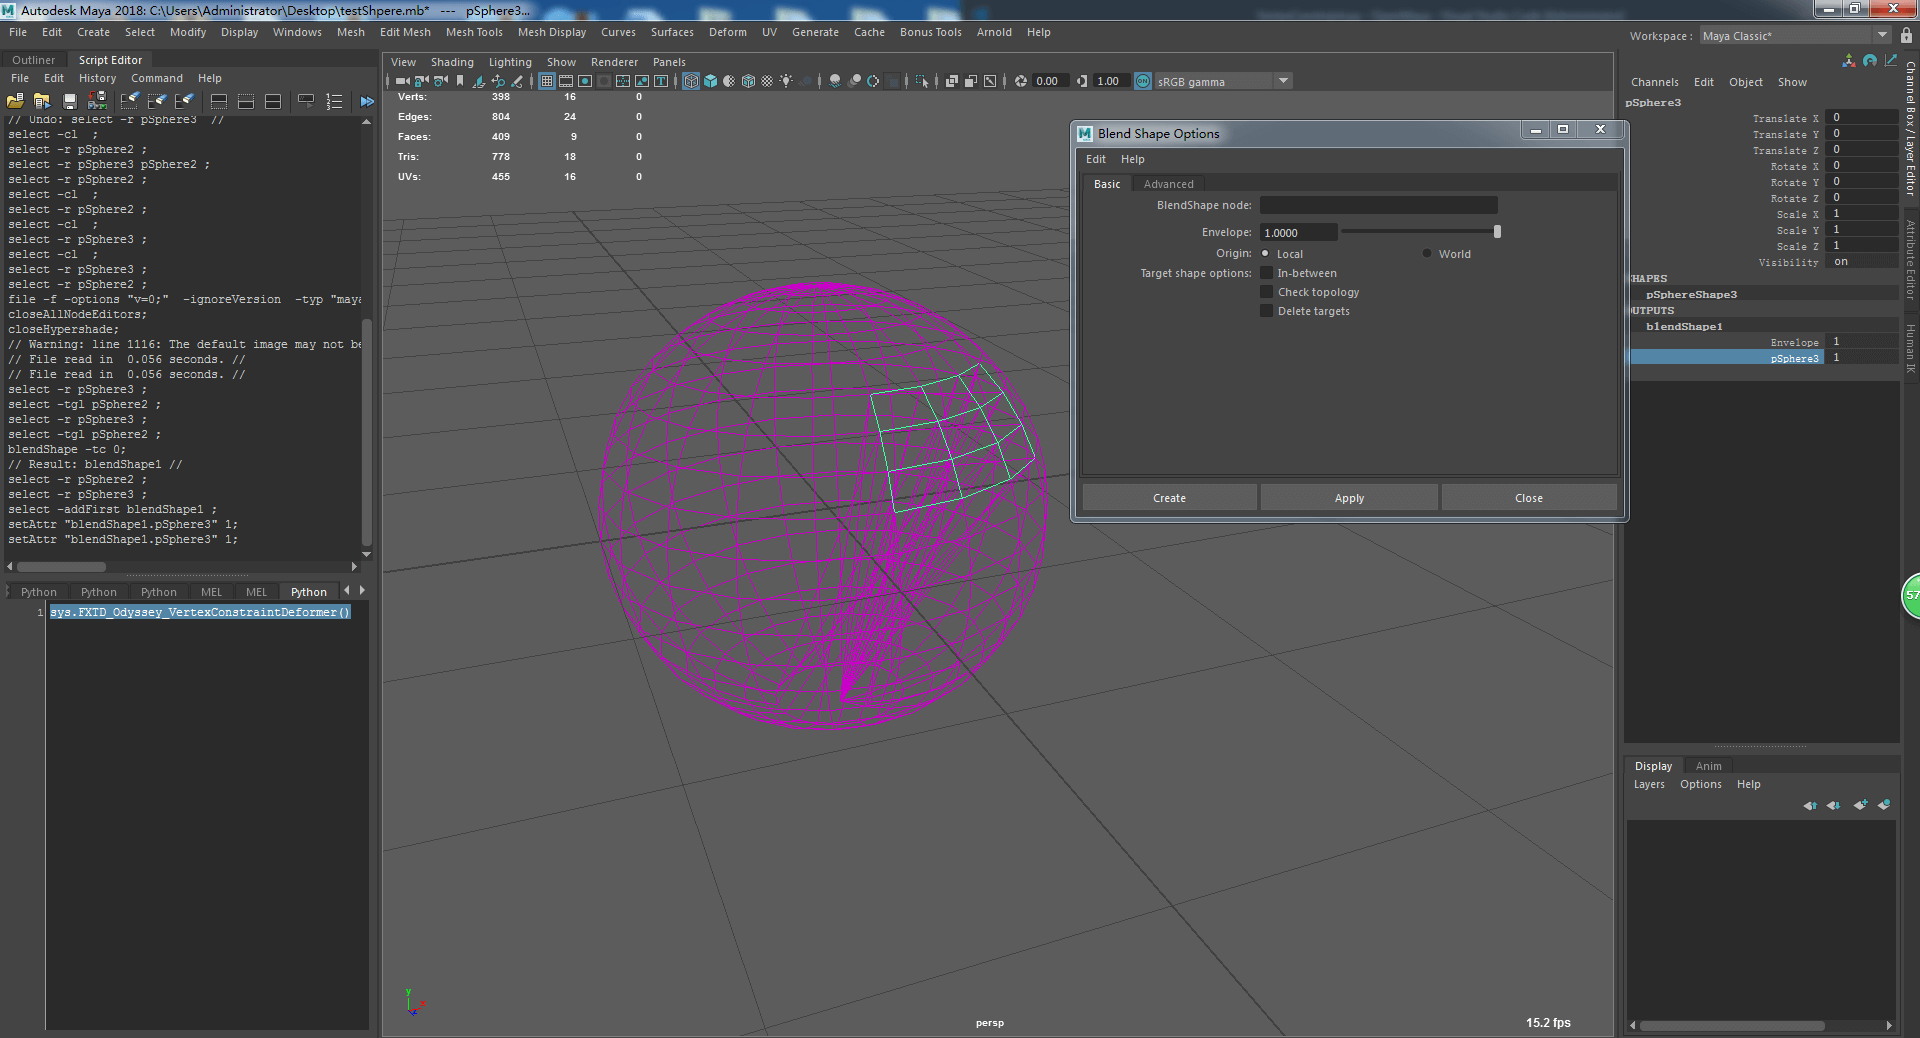 Autodesk Maya 2018: C:\Users\Administrator\Desktop\testShpere.mb*   ---   pSphere3...
File Edit Create Select Modify Display Windows Mesh Edit Mesh Mesh Tools Mesh Display Curves Surfaces Deform UV Generate Cache Bonus Tools Arnold Help
Workspace : Maya Classic*
Outliner Script Editor
File Edit History Command Help
// Undo: select -r pSphere3  //
select -cl  ;
select -r pSphere2 ;
select -r pSphere3 pSphere2 ;
select -r pSphere2 ;
select -cl  ;
select -r pSphere2 ;
select -cl  ;
select -r pSphere3 ;
select -cl  ;
select -r pSphere3 ;
select -r pSphere2 ;
file -f -options "v=0;"  -ignoreVersion  -typ "maya
closeAllNodeEditors;
closeHypershade;
// Warning: line 1116: The default image may not be
// File read in  0.056 seconds. //
// File read in  0.056 seconds. //
select -r pSphere3 ;
select -tgl pSphere2 ;
select -r pSphere3 ;
select -tgl pSphere2 ;
blendShape -tc 0;
// Result: blendShape1 //
select -r pSphere2 ;
select -r pSphere3 ;
select -addFirst blendShape1 ;
setAttr "blendShape1.pSphere3" 1;
setAttr "blendShape1.pSphere3" 1;
Python Python Python MEL MEL Python
1 sys.FXTD_Odyssey_VertexConstraintDeformer()
View Shading Lighting Show Renderer Panels
0.00 1.00 ON sRGB gamma
Verts: 398 16 0
Edges: 804 24 0
Faces: 409 9 0
Tris: 778 18 0
UVs: 455 16 0
y
x
z
persp
15.2 fps
Blend Shape Options
Edit Help
Basic Advanced
BlendShape node:
Envelope: 1.0000
Origin: Local World
Target shape options: In-between
Check topology
Delete targets
Create Apply Close
Channels Edit Object Show
pSphere3
Translate X 0
Translate Y 0
Translate Z 0
Rotate X 0
Rotate Y 0
Rotate Z 0
Scale X 1
Scale Y 1
Scale Z 1
Visibility on
SHAPES
pSphereShape3
OUTPUTS
blendShape1
Envelope 1
pSphere3 1
Channel Box / Layer Editor
Attribute Editor
Human IK
57
Display Anim
Layers Options Help